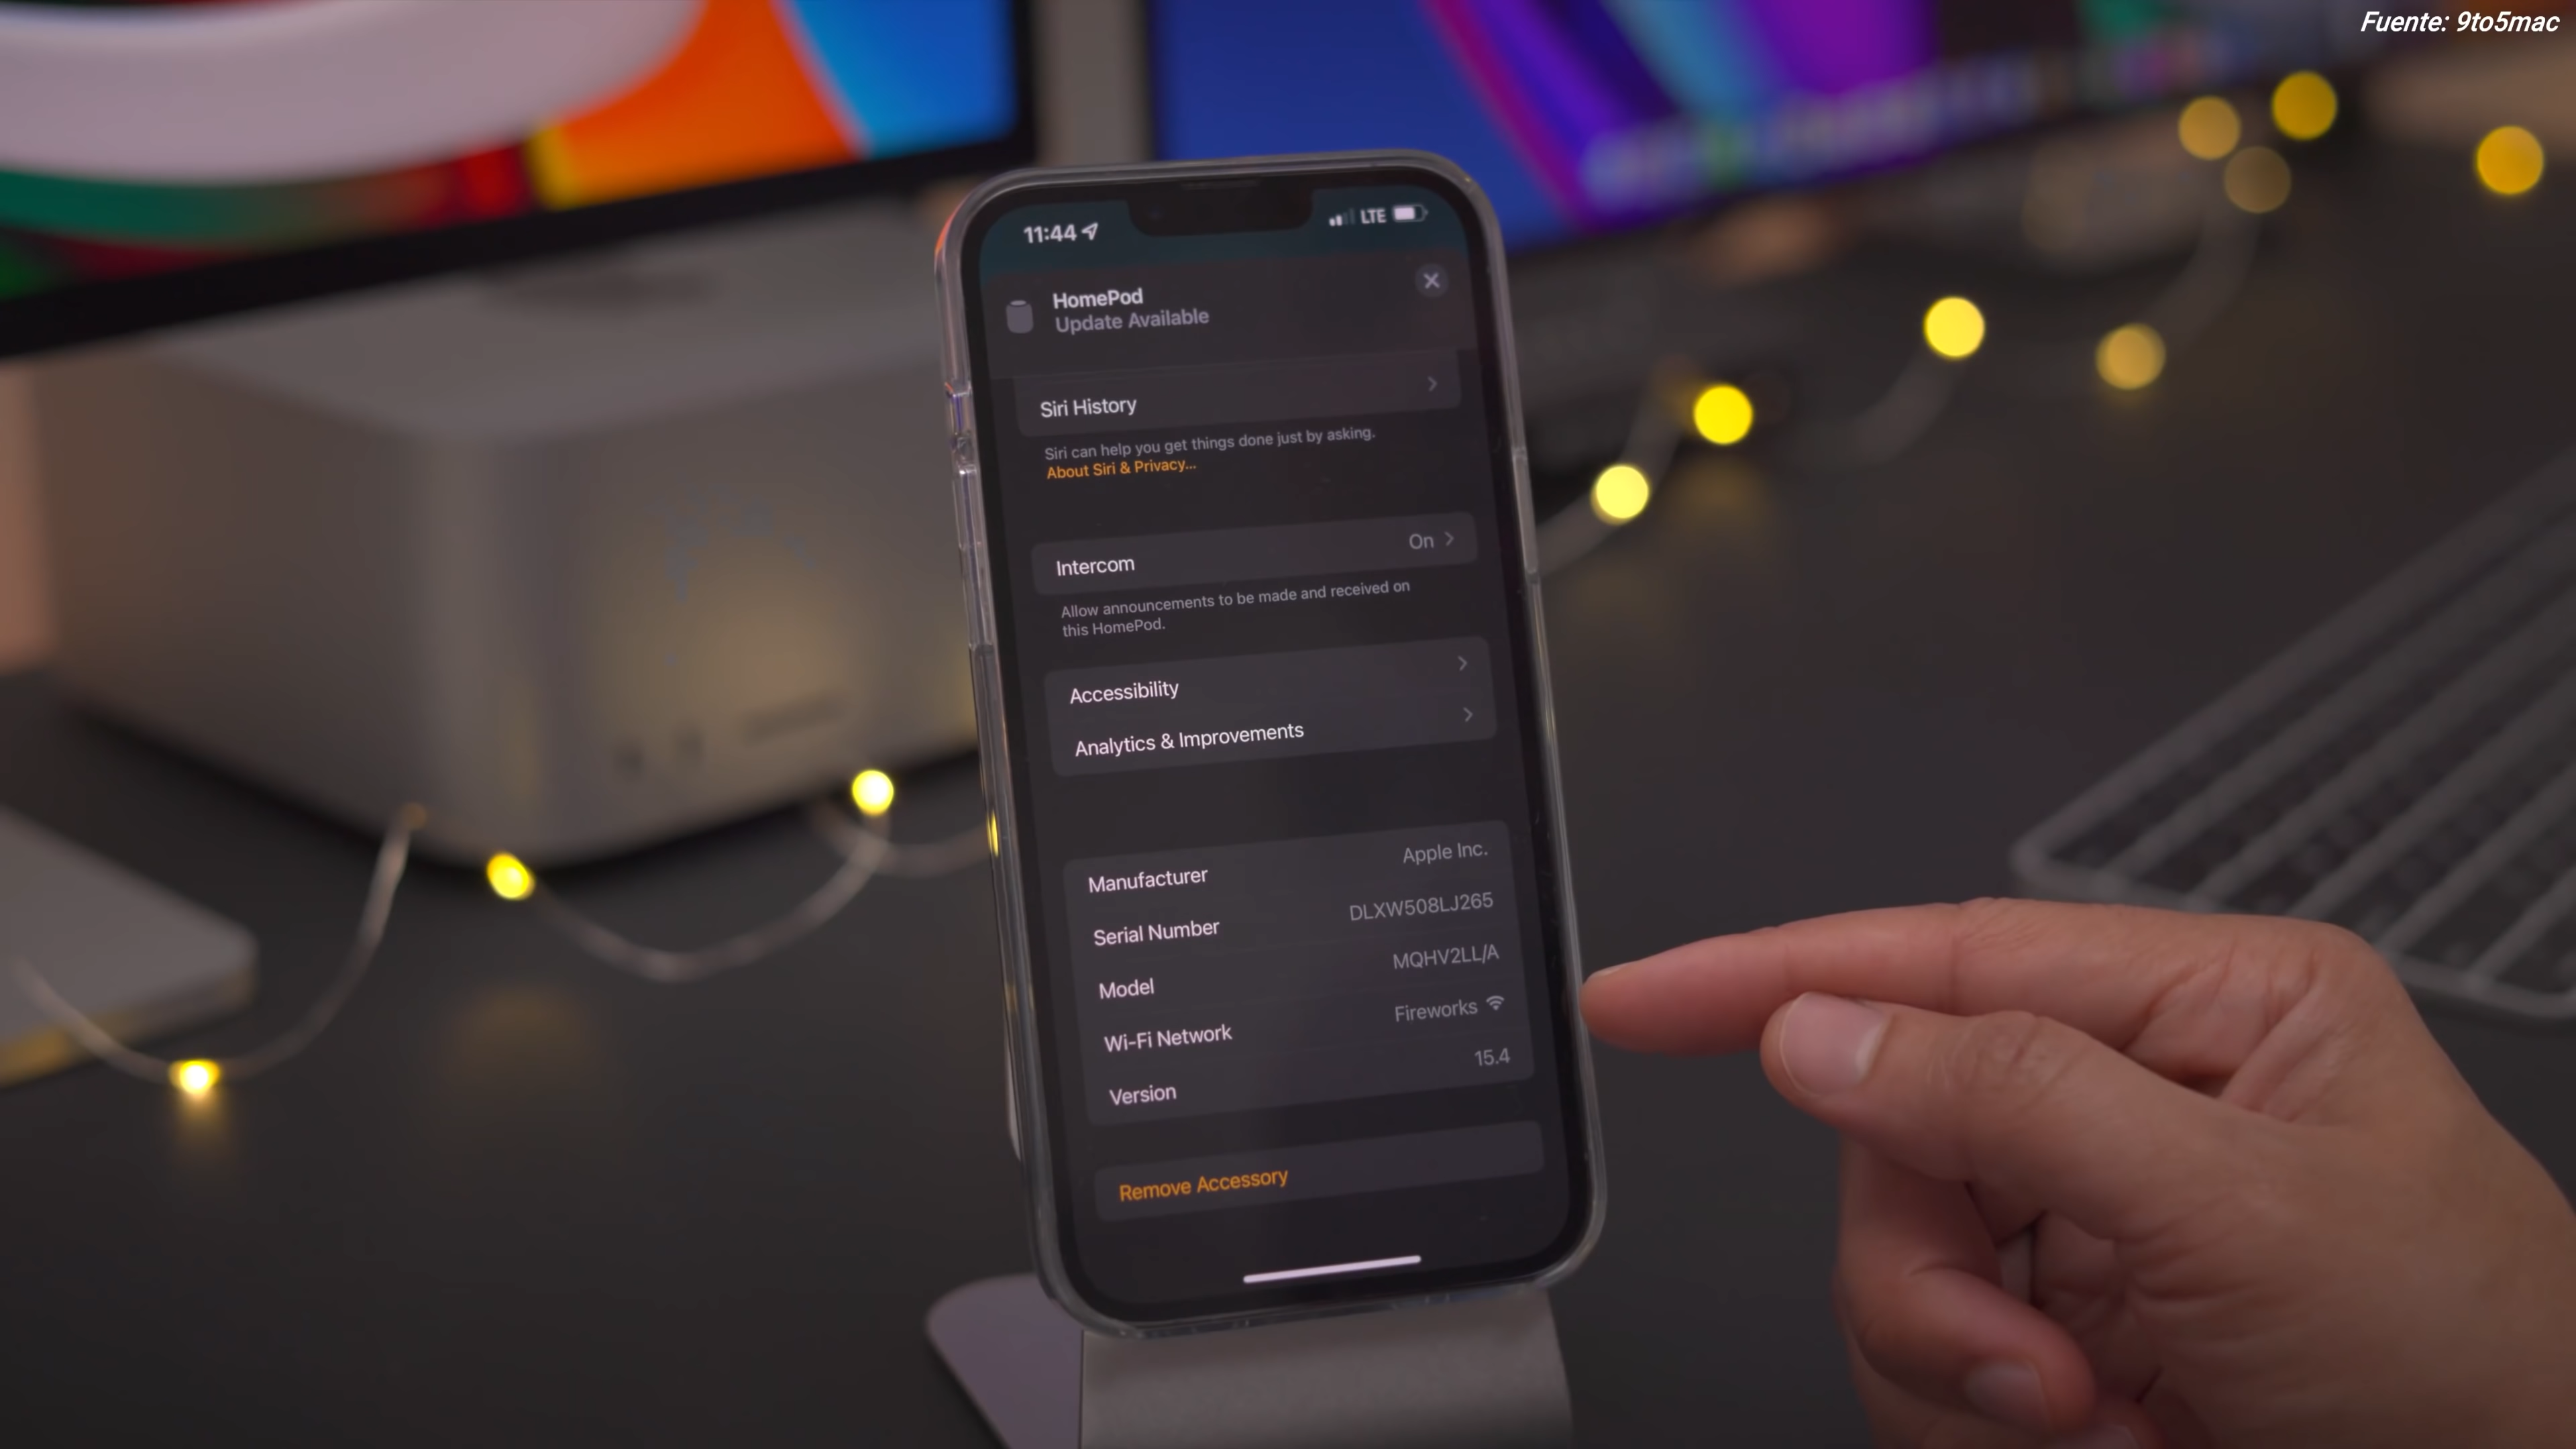 Fuente: 9to5mac
11:44
LTE
HomePod
Update Available
Siri History
Siri can help you get things done just by asking.
About Siri & Privacy...
Intercom On
Allow announcements to be made and received on
this HomePod.
Accessibility
Analytics & Improvements
Manufacturer Apple Inc.
Serial Number DLXW508LJ265
Model MQHV2LL/A
Wi-Fi Network Fireworks
Version 15.4
Remove Accessory